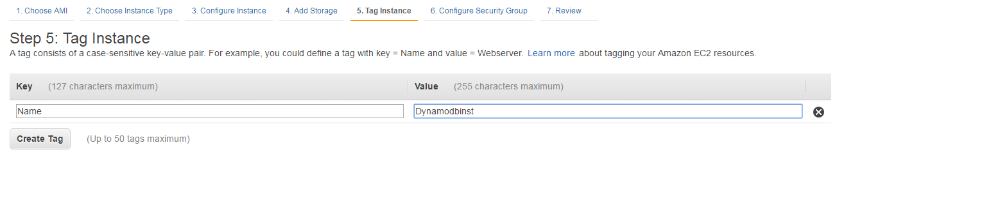 1. Choose AMI 2. Choose Instance Type 3. Configure Instance 4. Add Storage 5. Tag Instance 6. Configure Security Group 7. Review
Step 5: Tag Instance
A tag consists of a case-sensitive key-value pair. For example, you could define a tag with key = Name and value = Webserver. Learn more about tagging your Amazon EC2 resources.
Key (127 characters maximum) Value (255 characters maximum)
Name Dynamodbinst
Create Tag (Up to 50 tags maximum)